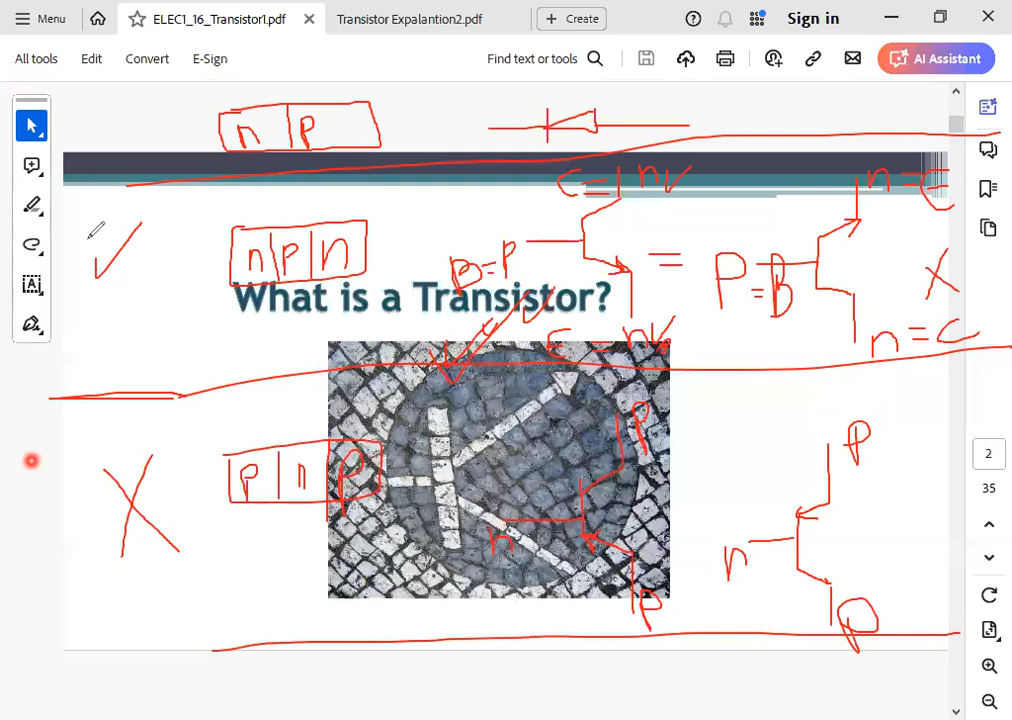 Menu ELEC1_16_Transistor1.pdf Transistor Expalantion2.pdf Create Sign in
All tools Edit Convert E-Sign Find text or tools AI Assistant
n p
C = n n = E
n p n B = P = P = B
What is a Transistor?
E = n n = C
p n p p p
n n
p p
2
35